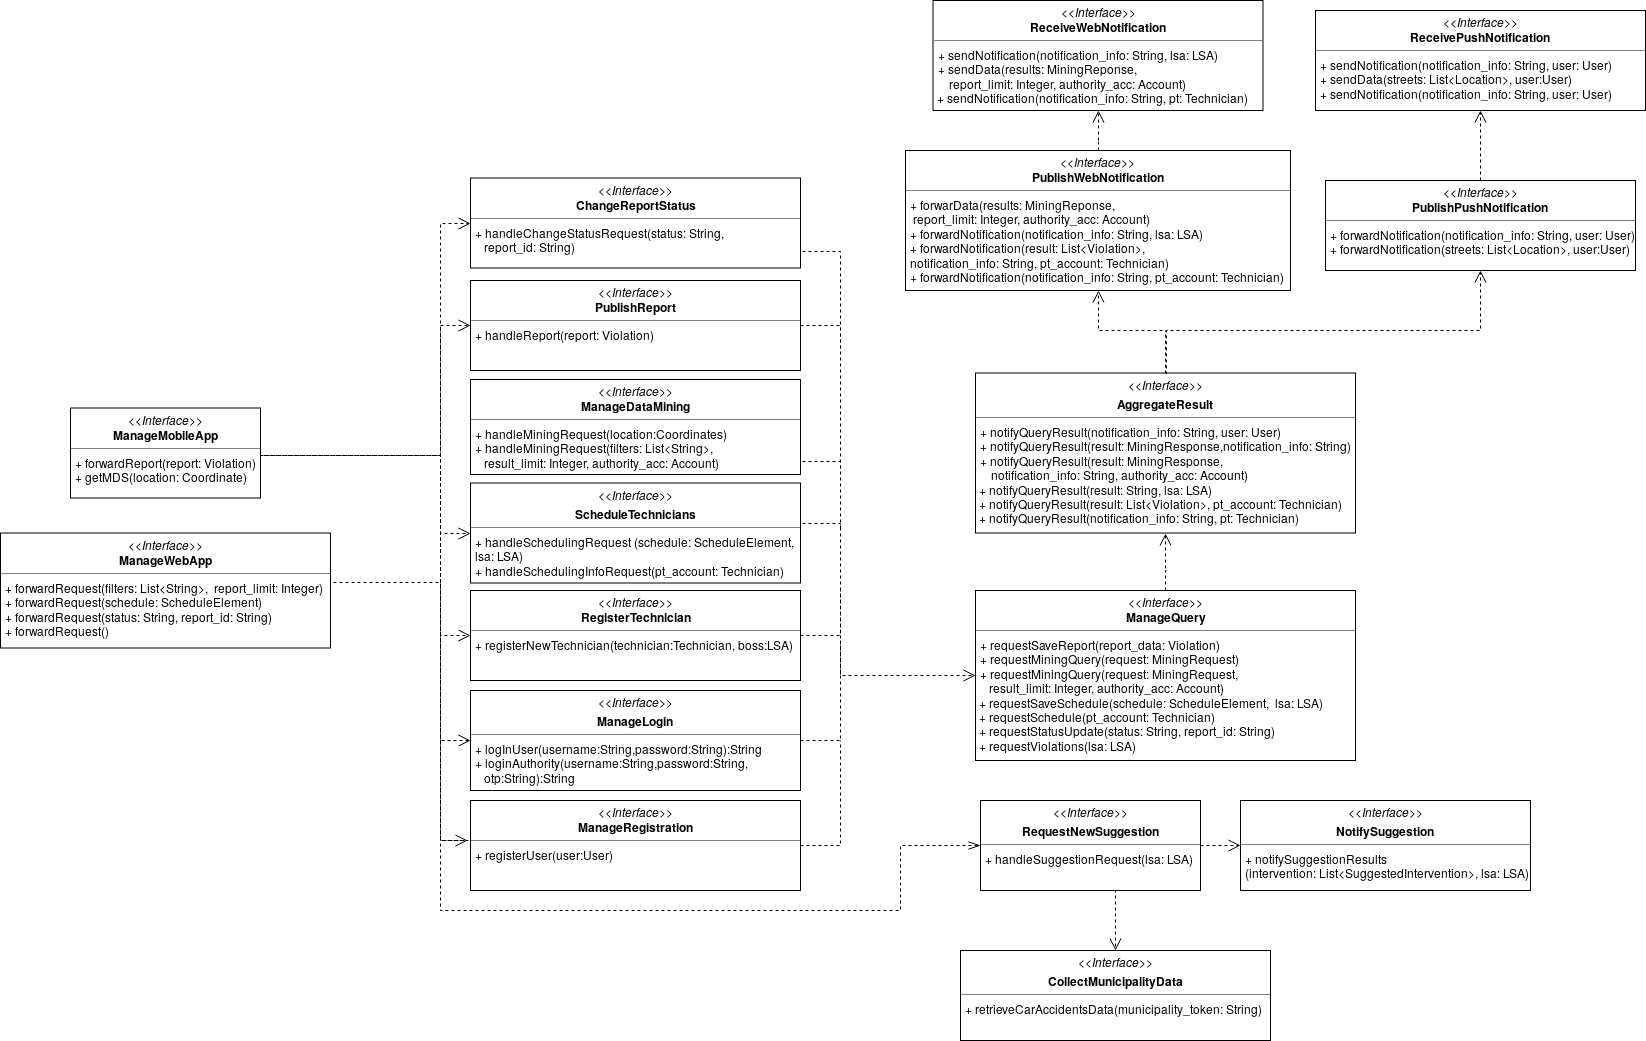 <<Interface>>
ReceiveWebNotification
+ sendNotification(notification_info: String, lsa: LSA)
+ sendData(results: MiningReponse,
report_limit: Integer, authority_acc: Account)
+ sendNotification(notification_info: String, pt: Technician)
<<Interface>>
ReceivePushNotification
+ sendNotification(notification_info: String, user: User)
+ sendData(streets: List<Location>, user:User)
+ sendNotification(notification_info: String, user: User)
<<Interface>>
PublishWebNotification
+ forwarData(results: MiningReponse,
report_limit: Integer, authority_acc: Account)
+ forwardNotification(notification_info: String, lsa: LSA)
+ forwardNotification(result: List<Violation>,
notification_info: String, pt_account: Technician)
+ forwardNotification(notification_info: String, pt_account: Technician)
<<Interface>>
PublishPushNotification
+ forwardNotification(notification_info: String, user: User)
+ forwardNotification(streets: List<Location>, user:User)
<<Interface>>
ChangeReportStatus
+ handleChangeStatusRequest(status: String,
report_id: String)
<<Interface>>
PublishReport
+ handleReport(report: Violation)
<<Interface>>
ManageDataMining
+ handleMiningRequest(location:Coordinates)
+ handleMiningRequest(filters: List<String>,
result_limit: Integer, authority_acc: Account)
<<Interface>>
AggregateResult
+ notifyQueryResult(notification_info: String, user: User)
+ notifyQueryResult(result: MiningResponse,notification_info: String)
+ notifyQueryResult(result: MiningResponse,
notification_info: String, authority_acc: Account)
+ notifyQueryResult(result: String, lsa: LSA)
+ notifyQueryResult(result: List<Violation>, pt_account: Technician)
+ notifyQueryResult(notification_info: String, pt: Technician)
<<Interface>>
ManageMobileApp
+ forwardReport(report: Violation)
+ getMDS(location: Coordinate)
<<Interface>>
ScheduleTechnicians
+ handleSchedulingRequest (schedule: ScheduleElement,
lsa: LSA)
+ handleSchedulingInfoRequest(pt_account: Technician)
<<Interface>>
ManageWebApp
+ forwardRequest(filters: List<String>, report_limit: Integer)
+ forwardRequest(schedule: ScheduleElement)
+ forwardRequest(status: String, report_id: String)
+ forwardRequest()
<<Interface>>
RegisterTechnician
+ registerNewTechnician(technician:Technician, boss:LSA)
<<Interface>>
ManageQuery
+ requestSaveReport(report_data: Violation)
+ requestMiningQuery(request: MiningRequest)
+ requestMiningQuery(request: MiningRequest,
result_limit: Integer, authority_acc: Account)
+ requestSaveSchedule(schedule: ScheduleElement, lsa: LSA)
+ requestSchedule(pt_account: Technician)
+ requestStatusUpdate(status: String, report_id: String)
+ requestViolations(lsa: LSA)
<<Interface>>
ManageLogin
+ logInUser(username:String,password:String):String
+ loginAuthority(username:String,password:String,
otp:String):String
<<Interface>>
ManageRegistration
+ registerUser(user:User)
<<Interface>>
RequestNewSuggestion
+ handleSuggestionRequest(lsa: LSA)
<<Interface>>
NotifySuggestion
+ notifySuggestionResults
(intervention: List<SuggestedIntervention>, lsa: LSA)
<<Interface>>
CollectMunicipalityData
+ retrieveCarAccidentsData(municipality_token: String)